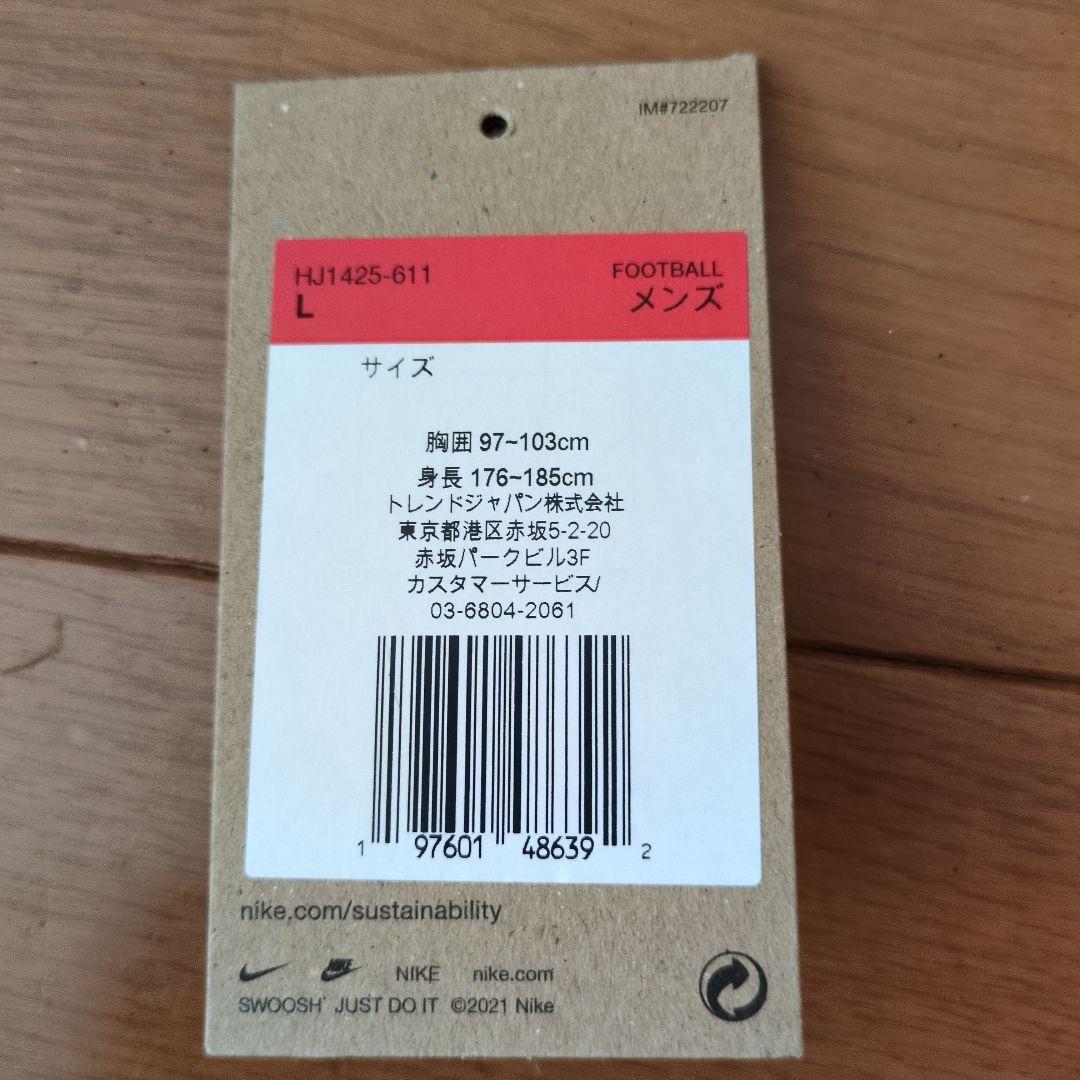 IM#722207
HJ1425-611
FOOTBALL
L
メンズ
サイズ
胸囲 97~103cm
身長 176~185cm
トレンドジャパン株式会社
東京都港区赤坂5-2-20
赤坂パークビル3F
カスタマーサービス/
03-6804-2061
1 97601 48639 2
nike.com/sustainability
NIKE nike.com
SWOOSH JUST DO IT ©2021 Nike